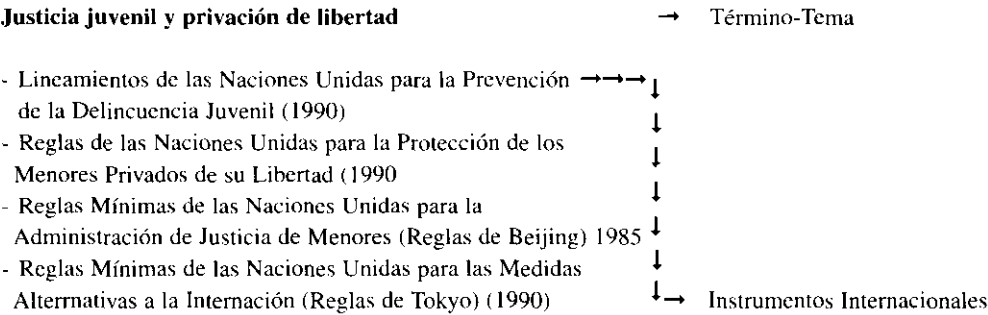 Justicia juvenil y privación de libertad → Término-Tema
- Lineamientos de las Naciones Unidas para la Prevención →→→↓
de la Delincuencia Juvenil (1990) ↓
- Reglas de las Naciones Unidas para la Protección de los ↓
Menores Privados de su Libertad (1990 ↓
- Reglas Mínimas de las Naciones Unidas para la
Administración de Justicia de Menores (Reglas de Beijing) 1985 ↓
- Reglas Mínimas de las Naciones Unidas para las Medidas ↓
Alterrnativas a la Internación (Reglas de Tokyo) (1990) ↓→ Instrumentos Internacionales